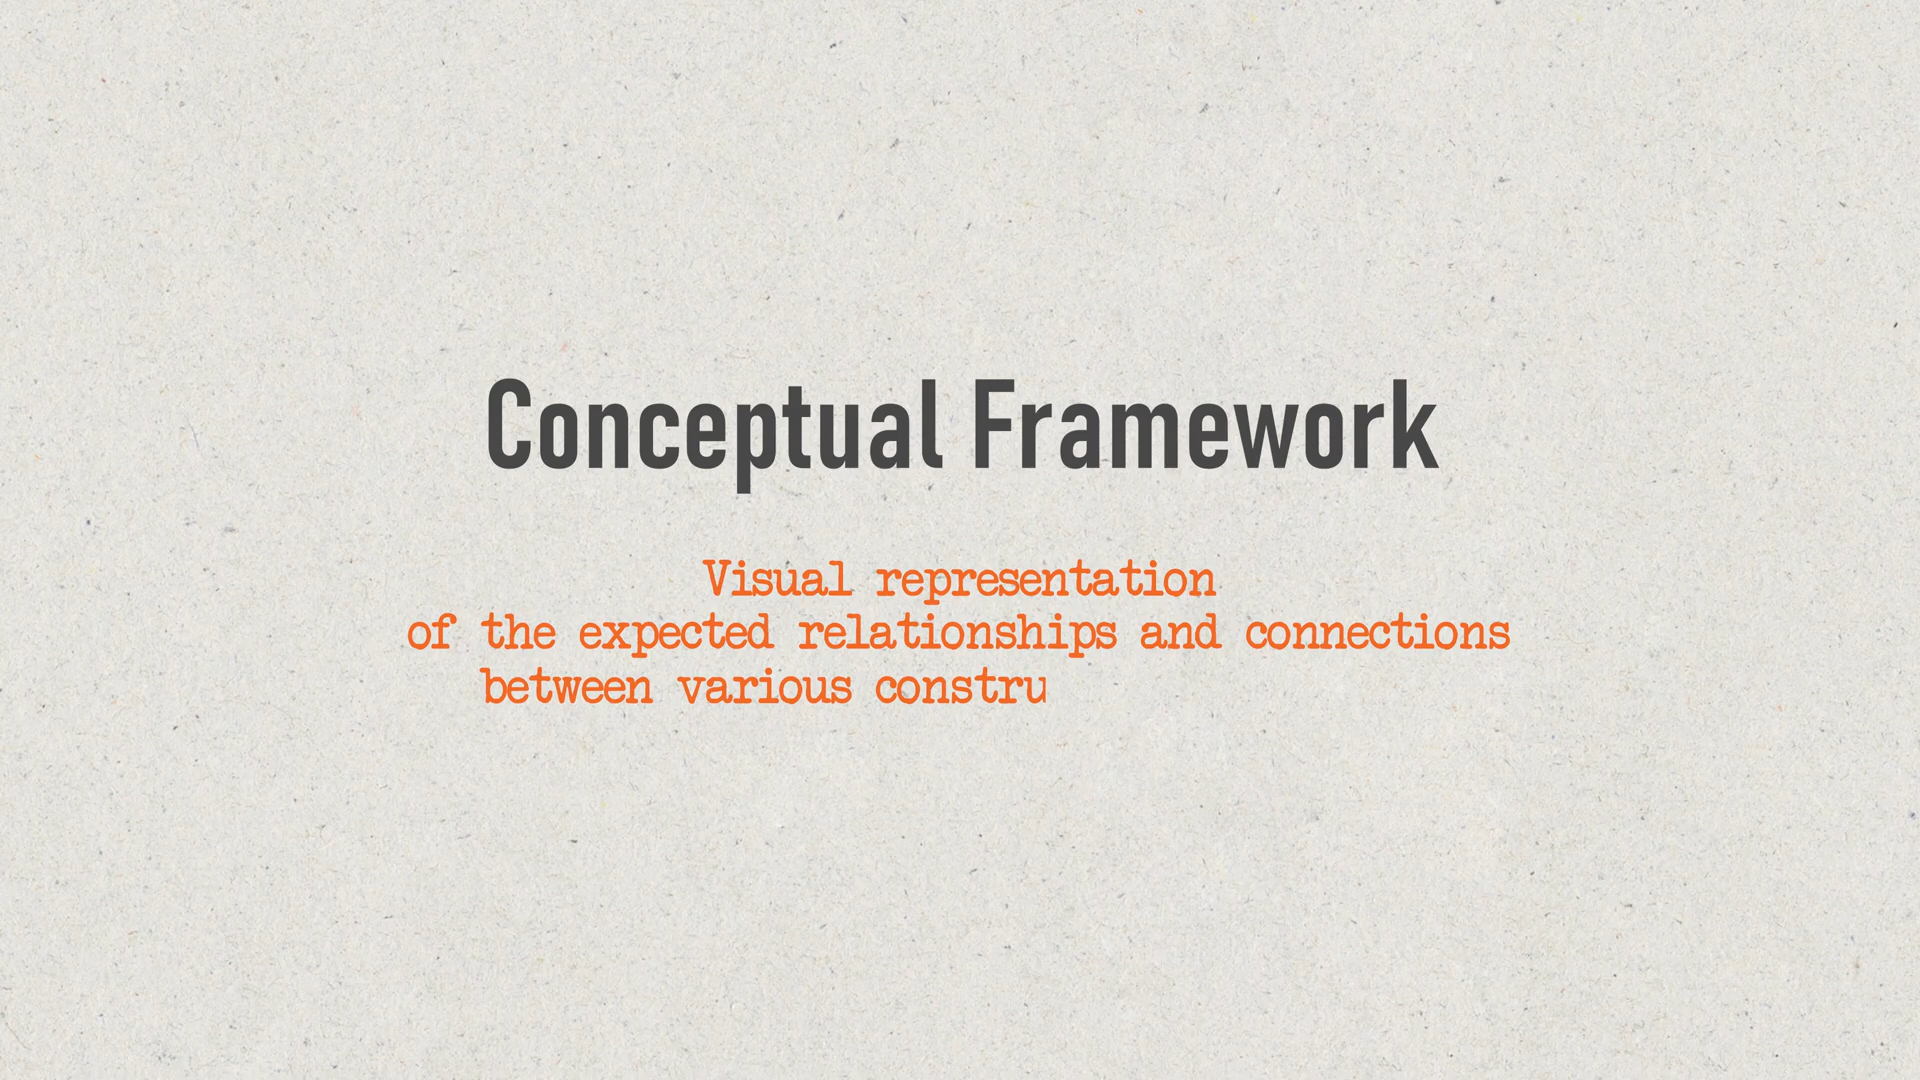 Conceptual Framework
Visual representation
of the expected relationships and connections
between various constru